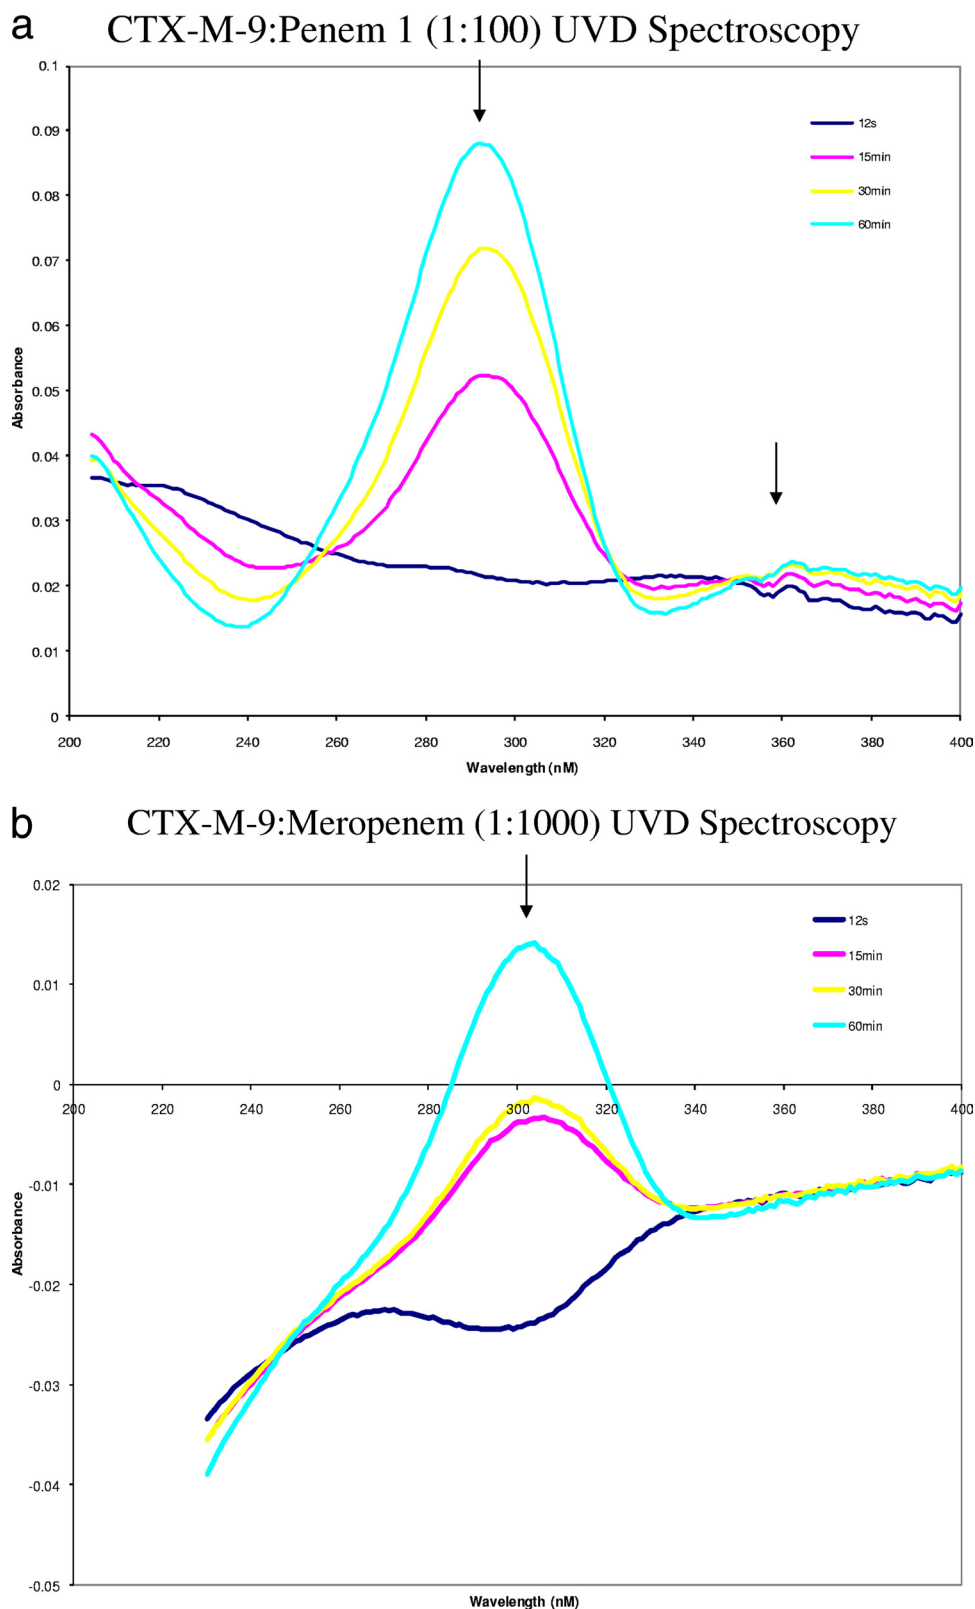 a
CTX-M-9:Penem 1 (1:100) UVD Spectroscopy
0.1
0.09
0.08
0.07
0.06
0.05
0.04
0.03
0.02
0.01
0
Absorbance
12s
15min
30min
60min
200 220 240 260 280 300 320 340 360 380 400
Wavelength (nM)
b
CTX-M-9:Meropenem (1:1000) UVD Spectroscopy
0.02
0.01
0
-0.01
-0.02
-0.03
-0.04
-0.05
Absorbance
12s
15min
30min
60min
200 220 240 260 280 300 320 340 360 380 400
Wavelength (nM)